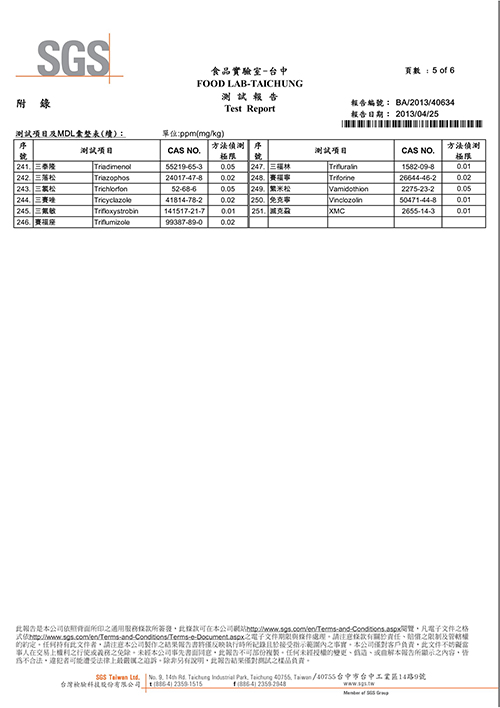 SGS
食品實驗室-台中
FOOD LAB-TAICHUNG
測 試 報 告
Test Report
頁數 : 5 of 6
附 錄
報告編號: BA/2013/40634
報告日期: 2013/04/25
測試項目及MDL彙整表(續):
單位:ppm(mg/kg)
序號 測試項目 CAS NO. 方法偵測極限 序號 測試項目 CAS NO. 方法偵測極限
241. 三泰隆 Triadimenol 55219-65-3 0.05 247. 三福林 Trifluralin 1582-09-8 0.01
242. 三落松 Triazophos 24017-47-8 0.02 248. 賽福寧 Triforine 26644-46-2 0.02
243. 三氯松 Trichlorfon 52-68-6 0.05 249. 繁米松 Vamidothion 2275-23-2 0.05
244. 三賽唑 Tricyclazole 41814-78-2 0.02 250. 免克寧 Vinclozolin 50471-44-8 0.01
245. 三氟敏 Trifloxystrobin 141517-21-7 0.01 251. 滅克蝨 XMC 2655-14-3 0.01
246. 賽福座 Triflumizole 99387-89-0 0.02
此報告是本公司依照背面所印之通用服務條款所簽發，此條款可在本公司網站http://www.sgs.com/en/Terms-and-Conditions.aspx閱覽，凡電子文件之格
式依http://www.sgs.com/en/Terms-and-Conditions/Terms-e-Document.aspx之電子文件期限與條件處理。請注意條款有關於責任、賠償之限制及管轄權
的約定。任何持有此文件者，請注意本公司製作之結果報告書將僅反映執行時所紀錄且於接受指示範圍內之事實。本公司僅對客戶負責，此文件不妨礙當
事人在交易上權利之行使或義務之免除。未經本公司事先書面同意，此報告不可部份複製。任何未經授權的變更、偽造、或曲解本報告所顯示之內容，皆
為不合法，違犯者可能遭受法律上最嚴厲之追訴。除非另有說明，此報告結果僅對測試之樣品負責。
SGS Taiwan Ltd. No. 9, 14th Rd. Taichung Industrial Park, Taichung, 40755, Taiwan /40755台中市台中工業區14路9號
台灣檢驗科技股份有限公司 t (886-4) 2359-1515 f (886-4) 2359-2948 www.sgs.tw
Member of SGS Group